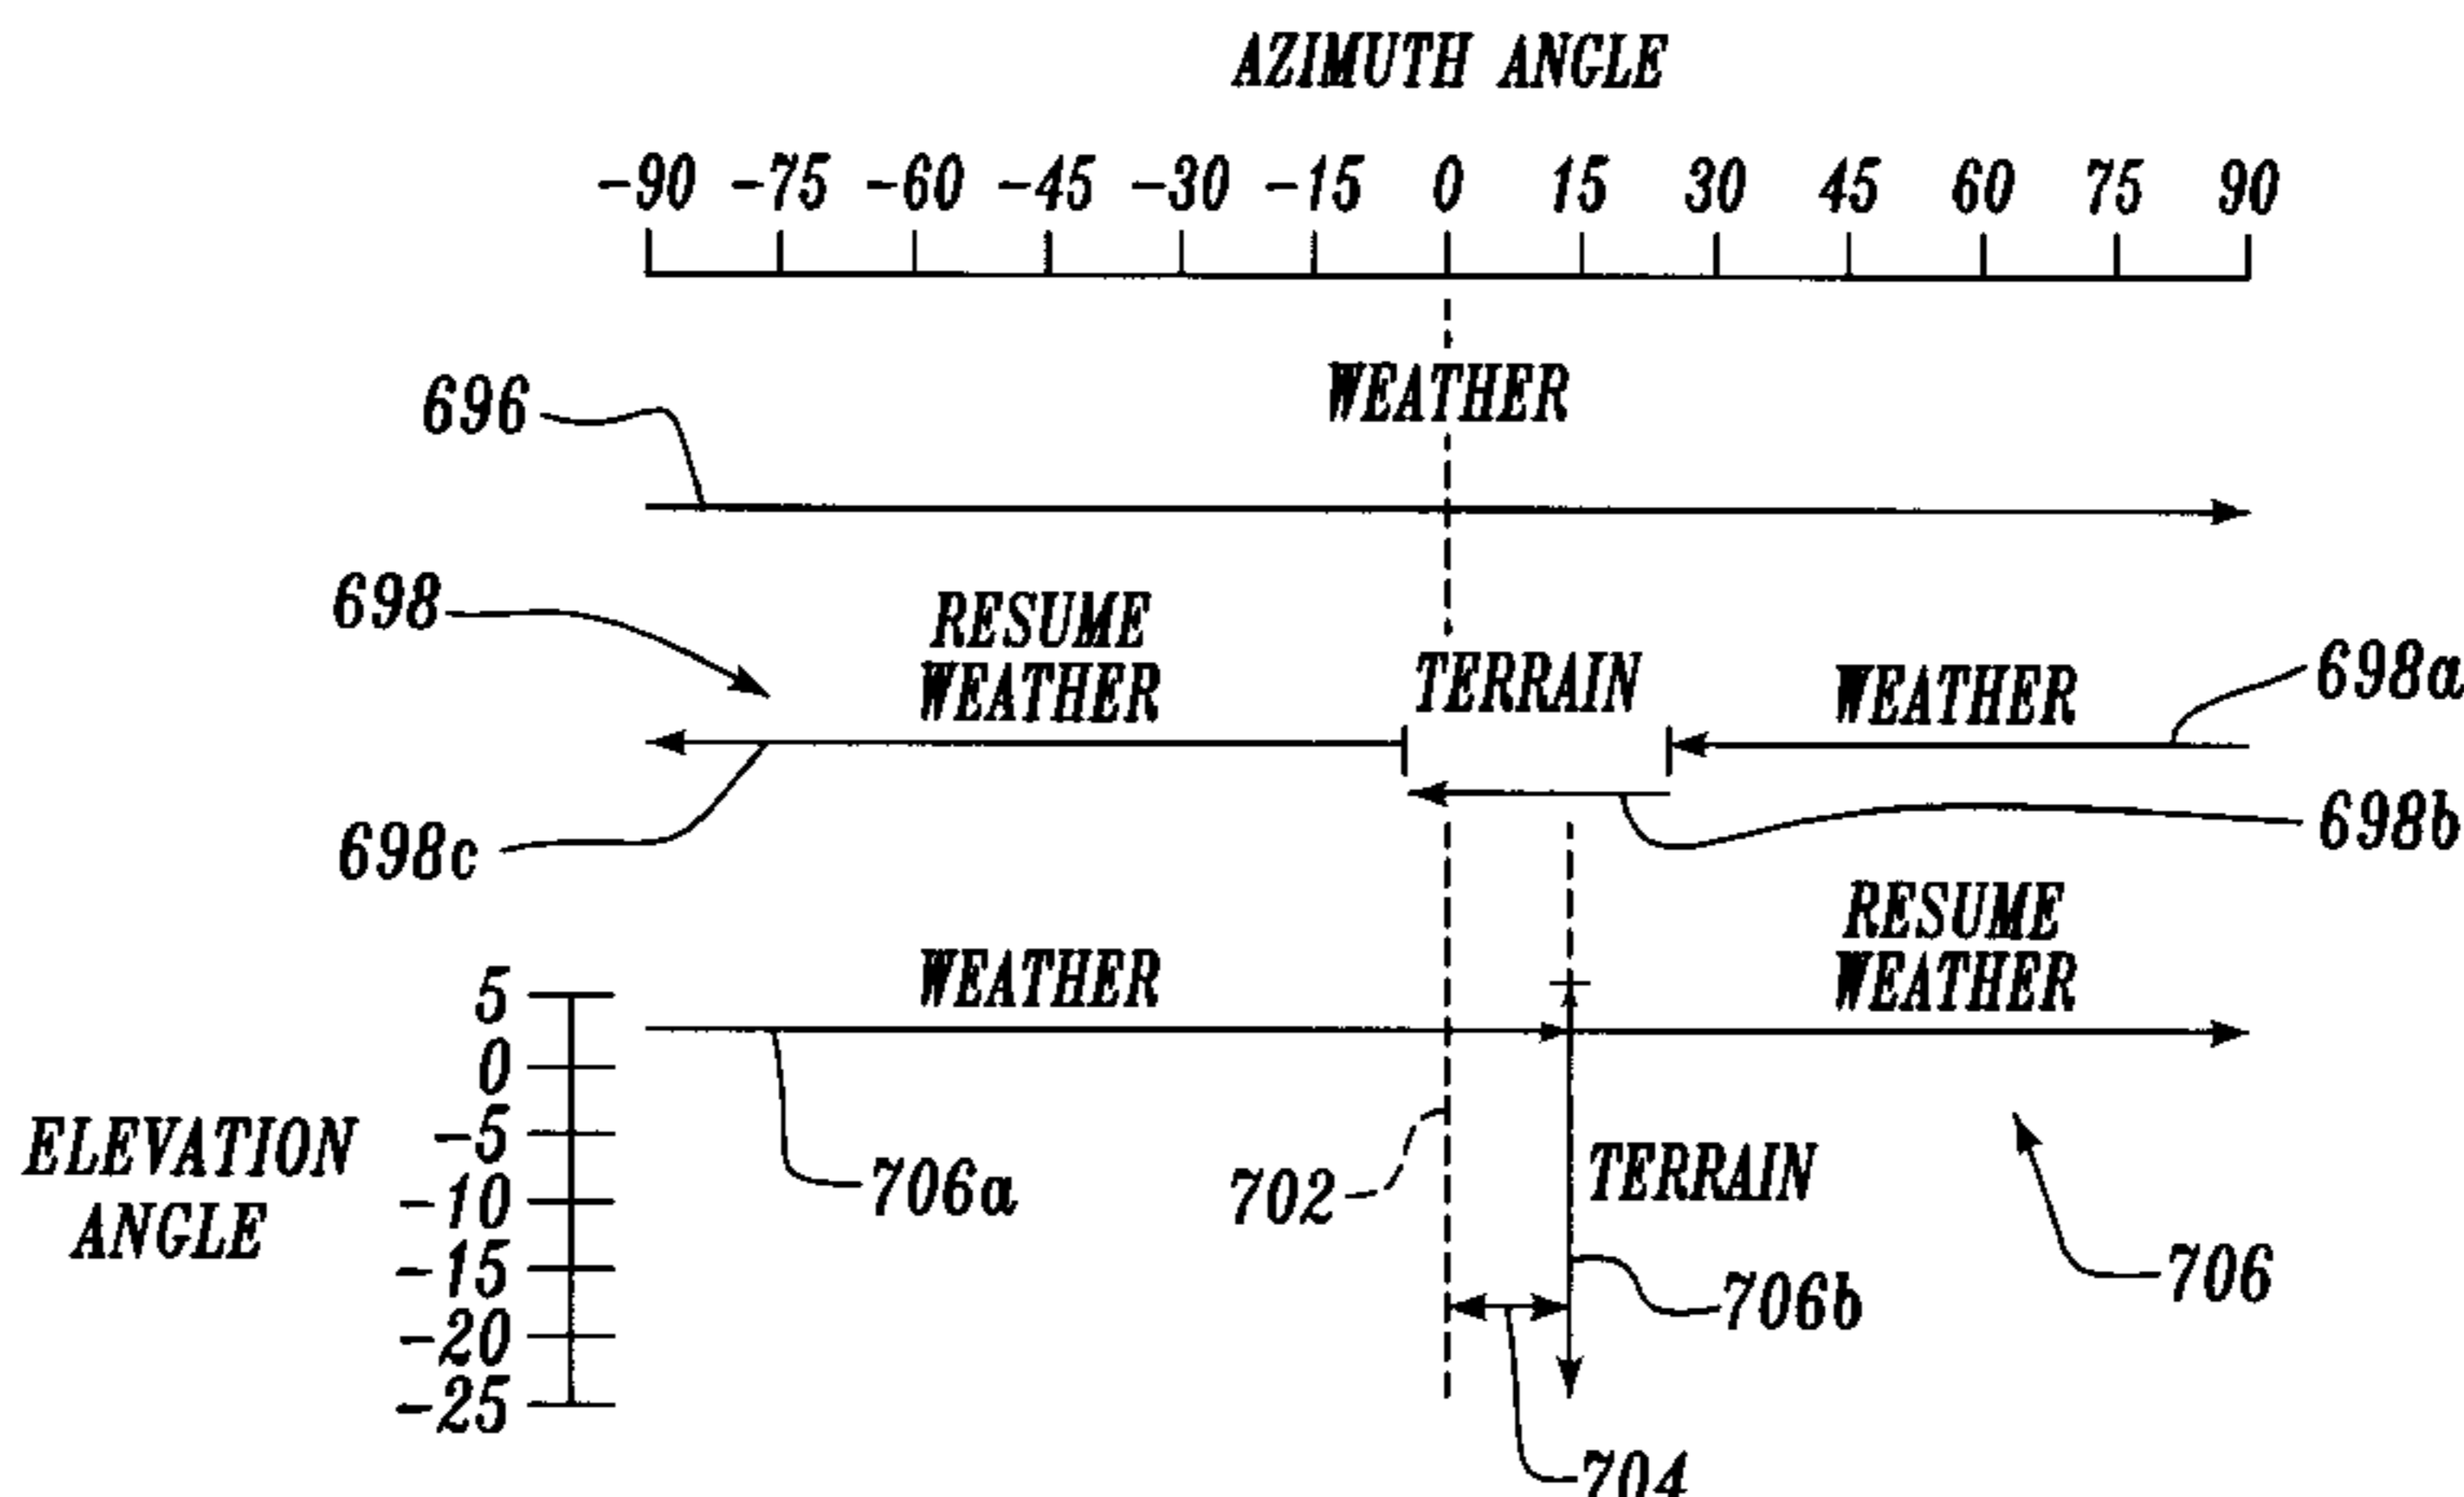 AZIMUTH ANGLE
-90 -75 -60 -45 -30 -15 0 15 30 45 60 75 90
WEATHER
696
698
RESUME
WEATHER
TERRAIN
WEATHER
698a
698c
698b
RESUME
WEATHER
WEATHER
5
0
-5
-10
-15
-20
-25
ELEVATION
ANGLE
706a
702
TERRAIN
706b
706
704